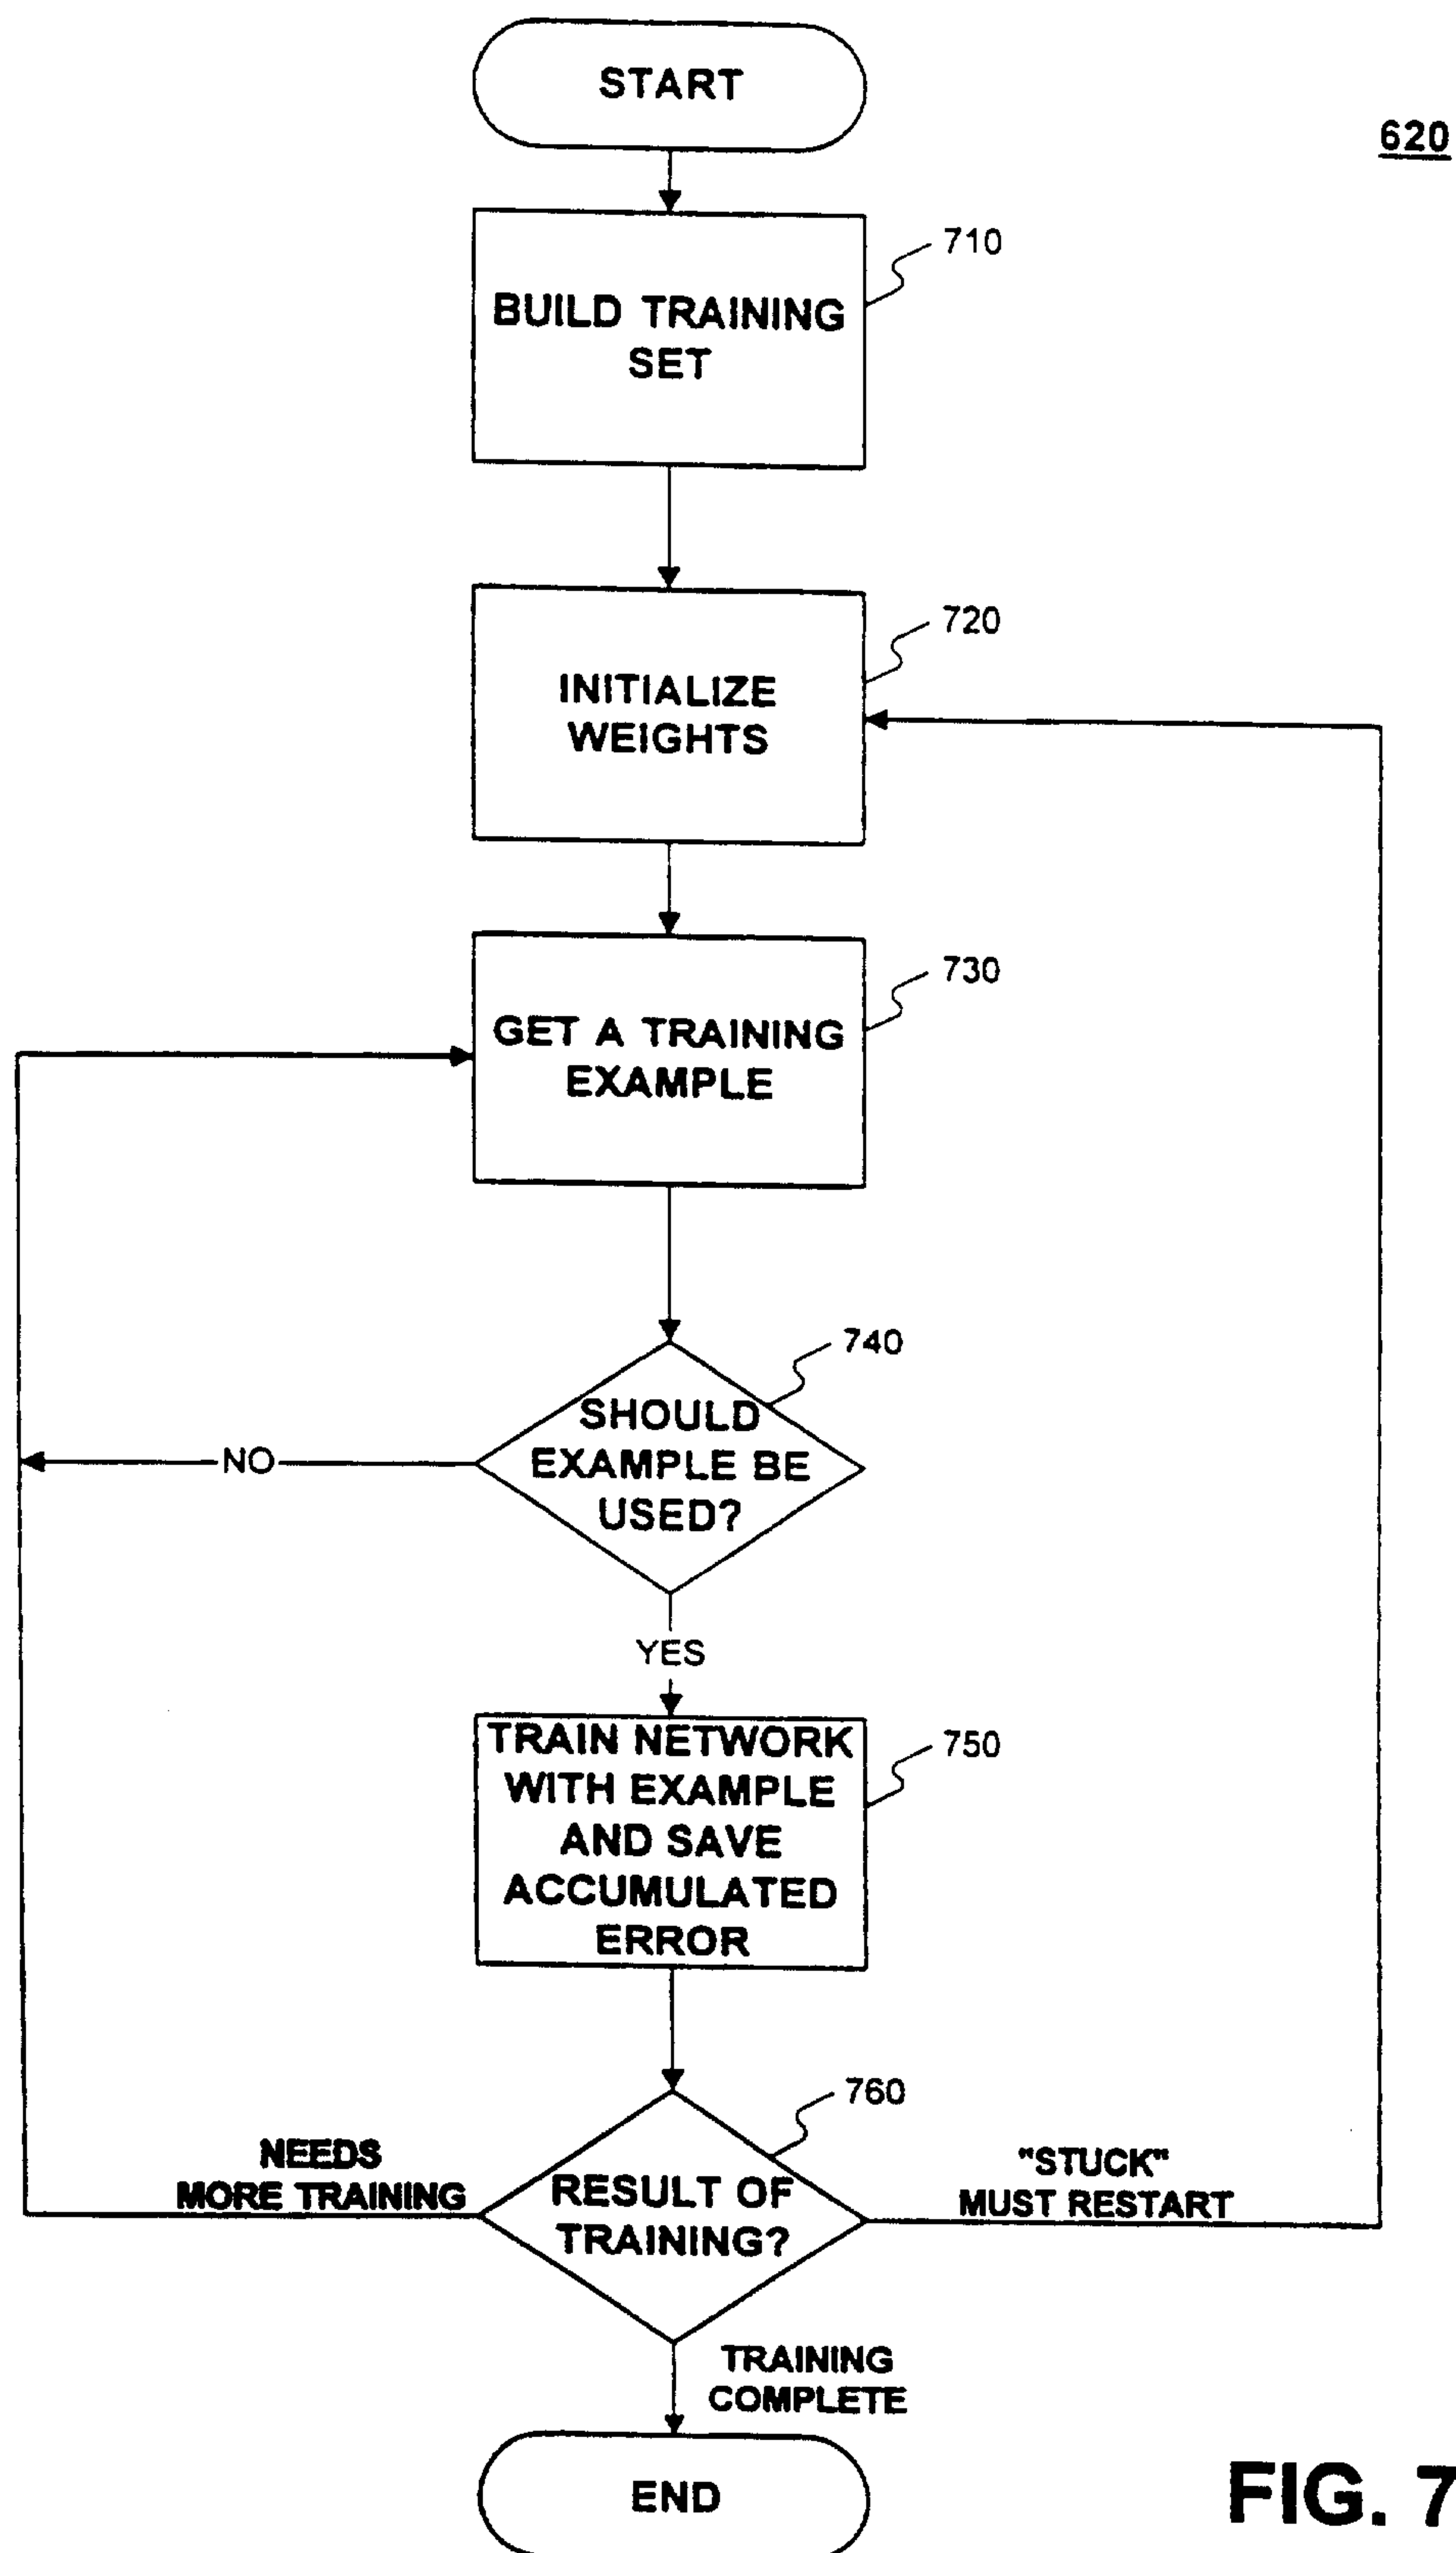 START
620
710
BUILD TRAINING
SET
720
INITIALIZE
WEIGHTS
730
GET A TRAINING
EXAMPLE
740
SHOULD
EXAMPLE BE
USED?
NO
YES
750
TRAIN NETWORK
WITH EXAMPLE
AND SAVE
ACCUMULATED
ERROR
760
NEEDS
MORE TRAINING
RESULT OF
TRAINING?
"STUCK"
MUST RESTART
TRAINING
COMPLETE
END
FIG. 7